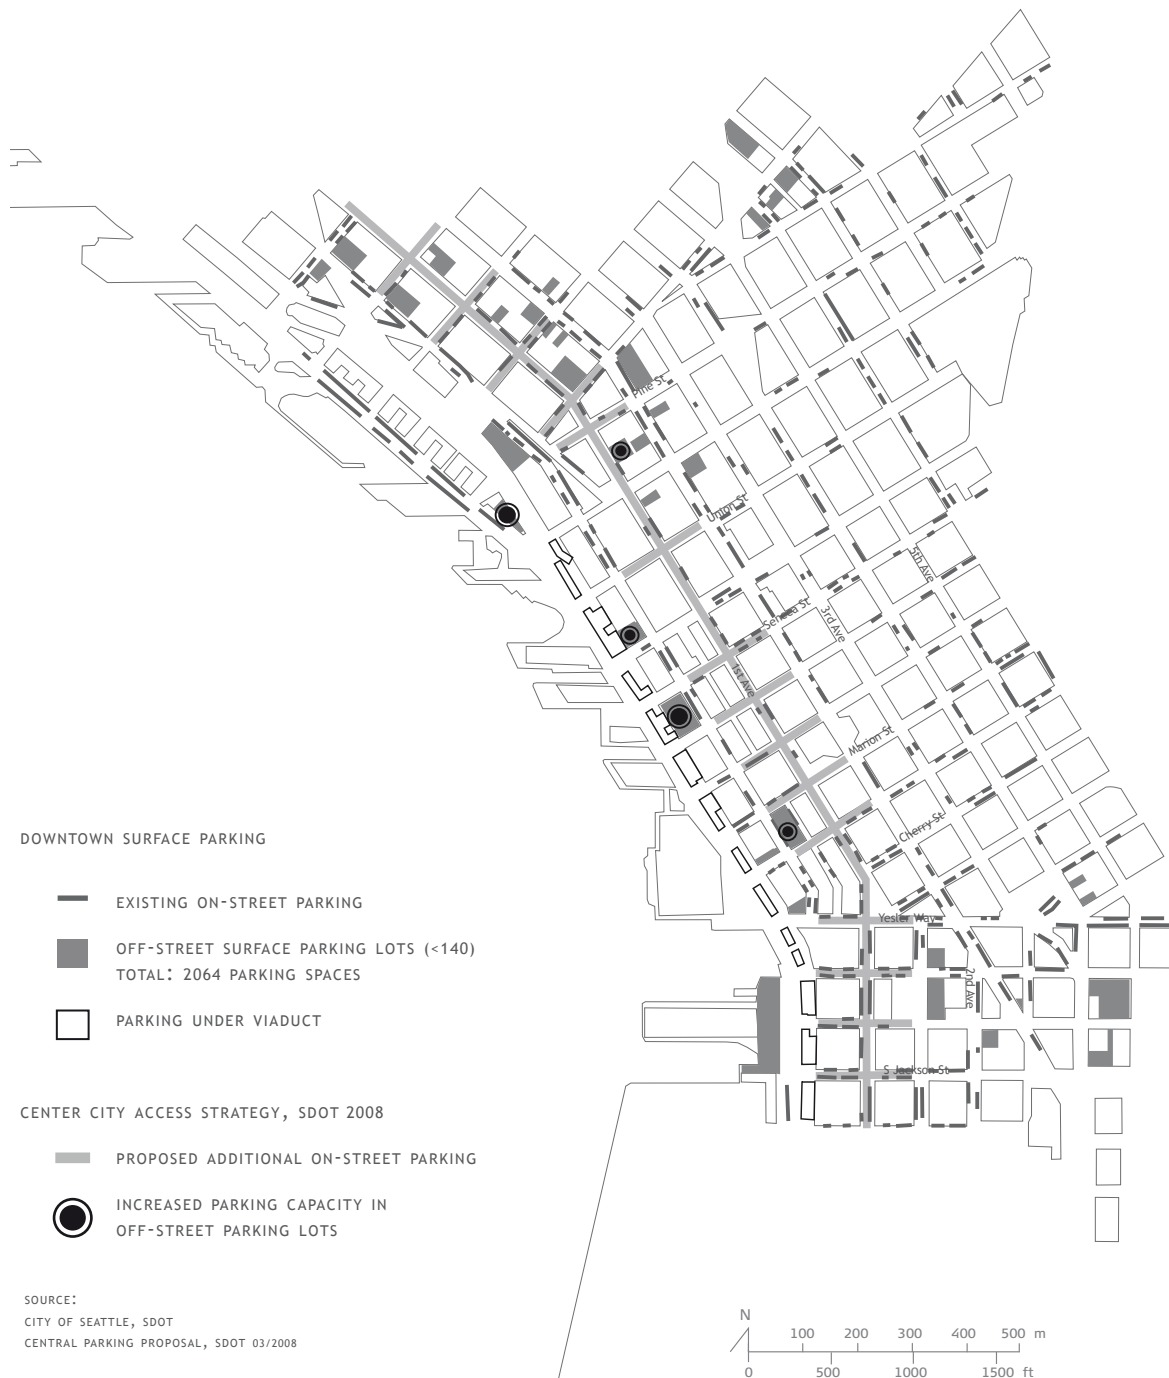 Pine St
Union St
5th Ave
Seneca St
3rd Ave
1st Ave
Marion St
Cherry St
Yesler Way
2nd Ave
S Jackson St
DOWNTOWN SURFACE PARKING
EXISTING ON-STREET PARKING
OFF-STREET SURFACE PARKING LOTS (<140)
TOTAL: 2064 PARKING SPACES
PARKING UNDER VIADUCT
CENTER CITY ACCESS STRATEGY, SDOT 2008
PROPOSED ADDITIONAL ON-STREET PARKING
INCREASED PARKING CAPACITY IN
OFF-STREET PARKING LOTS
SOURCE:
CITY OF SEATTLE, SDOT
CENTRAL PARKING PROPOSAL, SDOT 03/2008
N
100 200 300 400 500 m
0 500 1000 1500 ft